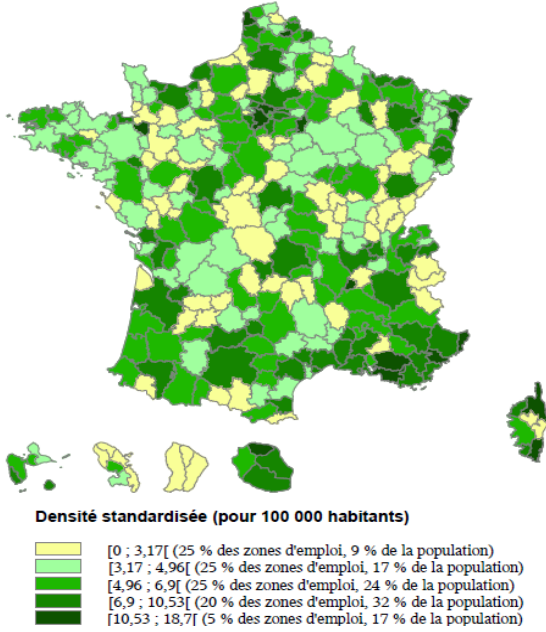 Densité standardisée (pour 100 000 habitants)
[0 ; 3,17[ (25 % des zones d'emploi, 9 % de la population)
[3,17 ; 4,96[ (25 % des zones d'emploi, 17 % de la population)
[4,96 ; 6,9[ (25 % des zones d'emploi, 24 % de la population)
[6,9 ; 10,53[ (20 % des zones d'emploi, 32 % de la population)
[10,53 ; 18,7[ (5 % des zones d'emploi, 17 % de la population)